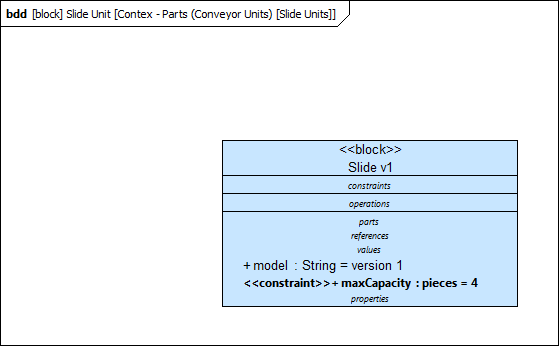 bdd [block] Slide Unit [Contex - Parts (Conveyor Units) [Slide Units]]
<<block>>
Slide v1
constraints
operations
parts
references
values
+ model : String = version 1
<<constraint>>+ maxCapacity : pieces = 4
properties